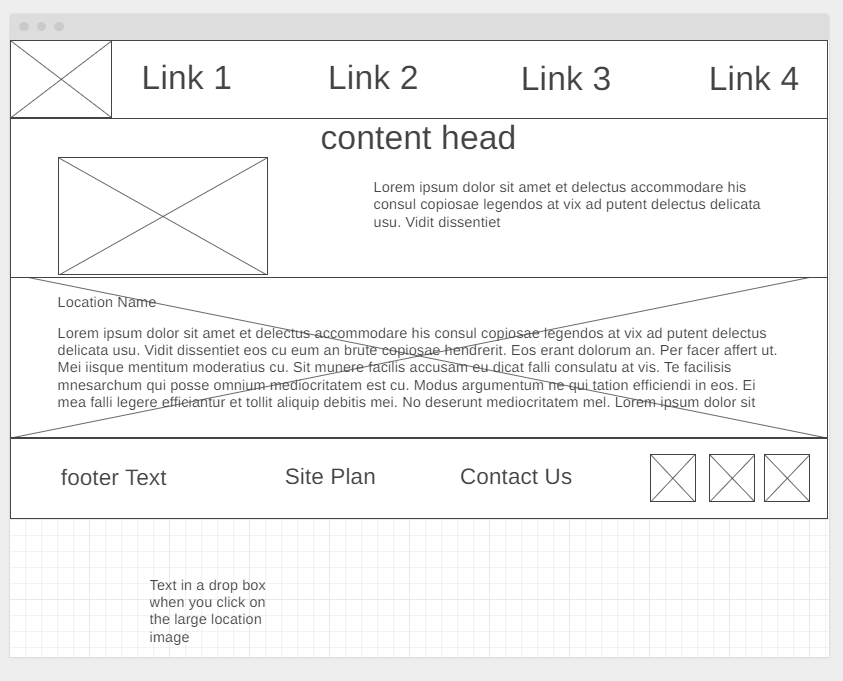 Link 1 Link 2 Link 3 Link 4
content head
Lorem ipsum dolor sit amet et delectus accommodare his
consul copiosae legendos at vix ad putent delectus delicata
usu. Vidit dissentiet
Location Name
Lorem ipsum dolor sit amet et delectus accommodare his consul copiosae legendos at vix ad putent delectus
delicata usu. Vidit dissentiet eos cu eum an brute copiosae hendrerit. Eos erant dolorum an. Per facer affert ut.
Mei iisque mentitum moderatius cu. Sit munere facilis accusam eu dicat falli consulatu at vis. Te facilisis
mnesarchum qui posse omnium mediocritatem est cu. Modus argumentum ne qui tation efficiendi in eos. Ei
mea falli legere efficiantur et tollit aliquip debitis mei. No deserunt mediocritatem mel. Lorem ipsum dolor sit
footer Text Site Plan Contact Us
Text in a drop box
when you click on
the large location
image